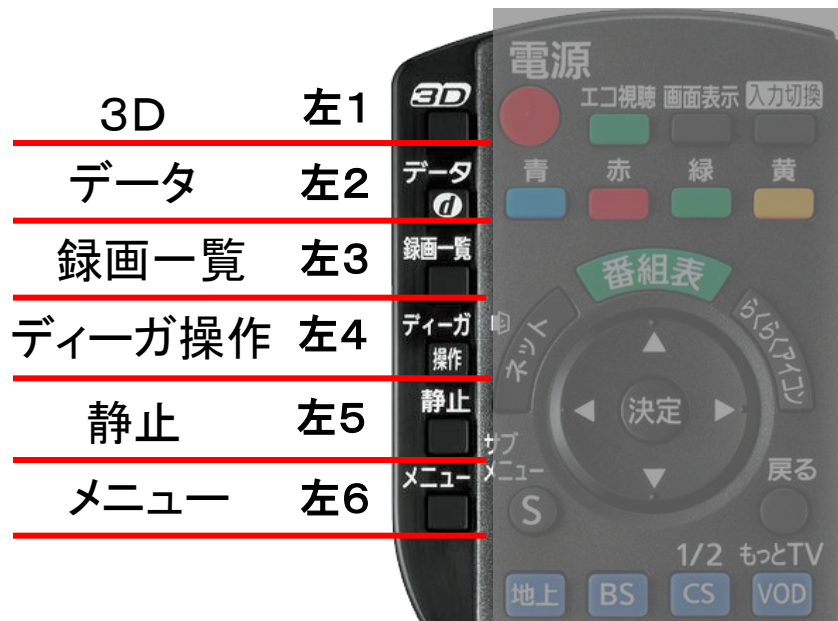 電源
3D 左1 3D エコ視聴 画面表示 入力切換
データ 左2 データ 青 赤 緑 黄
d
録画一覧 左3 録画一覧 番組表
ディーガ操作 左4 ディーガ ネット らくらくアイコン
操作
静止 左5 静止 決定
サブ
メニュー 左6 メニュー メニュー 戻る
S
1/2 もっとTV
地上 BS CS VOD